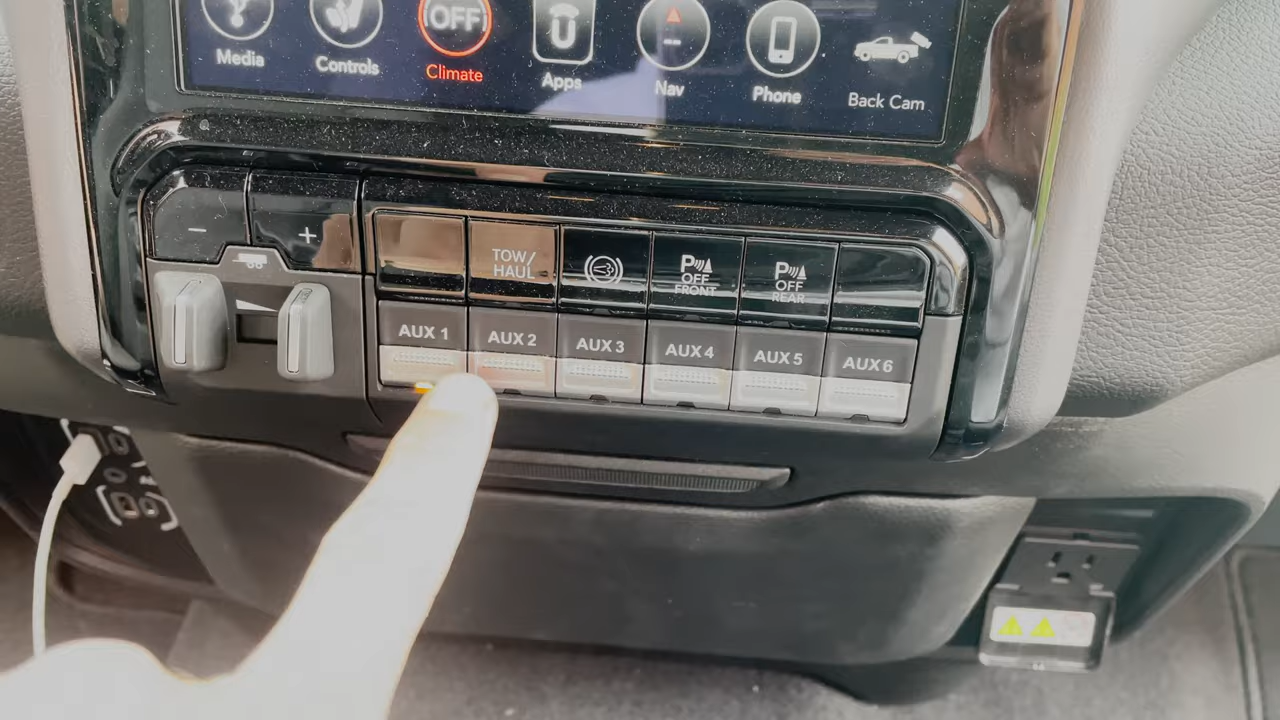 OFF
Media
Controls
Climate
Apps
Nav
Phone
Back Cam
− +
TOW/
HAUL
P
OFF
FRONT
P
OFF
REAR
AUX 1
AUX 2
AUX 3
AUX 4
AUX 5
AUX 6